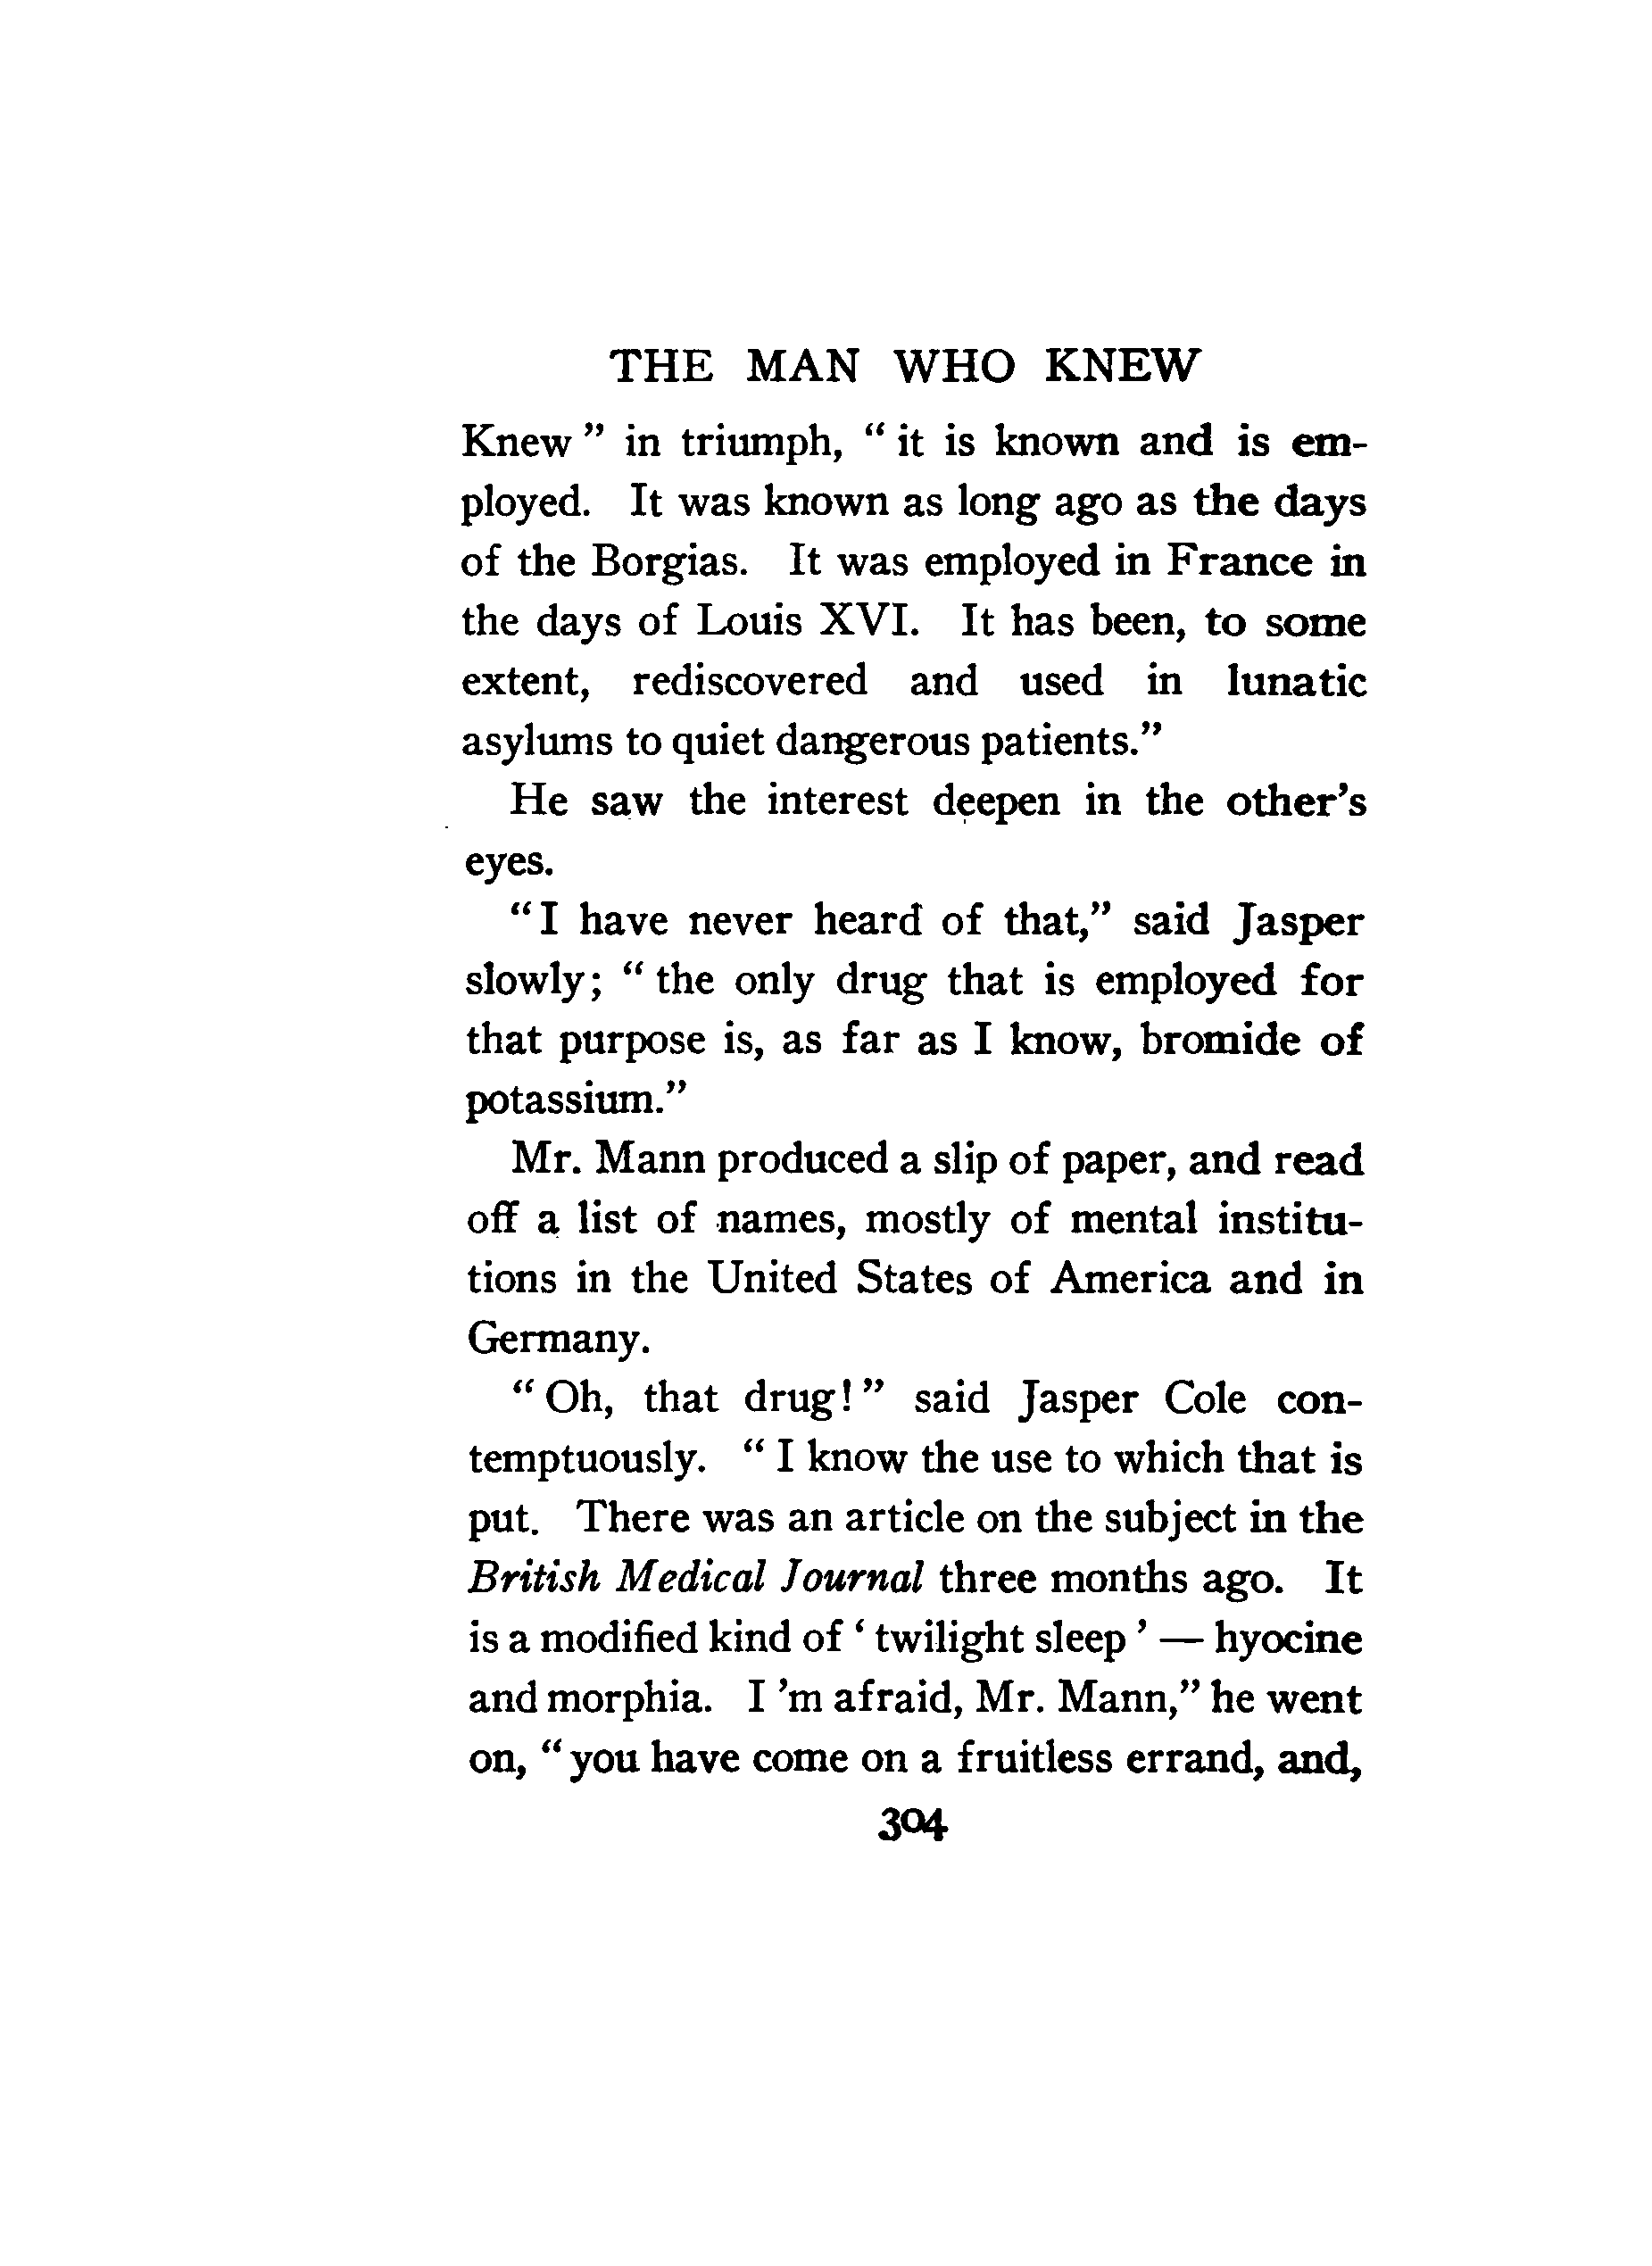 THE MAN WHO KNEW
Knew” in triumph, “it is known and is em-
ployed. It was known as long ago as the days
of the Borgias. It was employed in France in
the days of Louis XVI. It has been, to some
extent, rediscovered and used in lunatic
asylums to quiet dangerous patients.”
He saw the interest deepen in the other’s
eyes.
“I have never heard of that,” said Jasper
slowly; “the only drug that is employed for
that purpose is, as far as I know, bromide of
potassium.”
Mr. Mann produced a slip of paper, and read
off a list of names, mostly of mental institu-
tions in the United States of America and in
Germany.
“Oh, that drug!” said Jasper Cole con-
temptuously. “I know the use to which that is
put. There was an article on the subject in the
British Medical Journal three months ago. It
is a modified kind of ‘twilight sleep’ — hyocine
and morphia. I ’m afraid, Mr. Mann,” he went
on, “you have come on a fruitless errand, and,
304